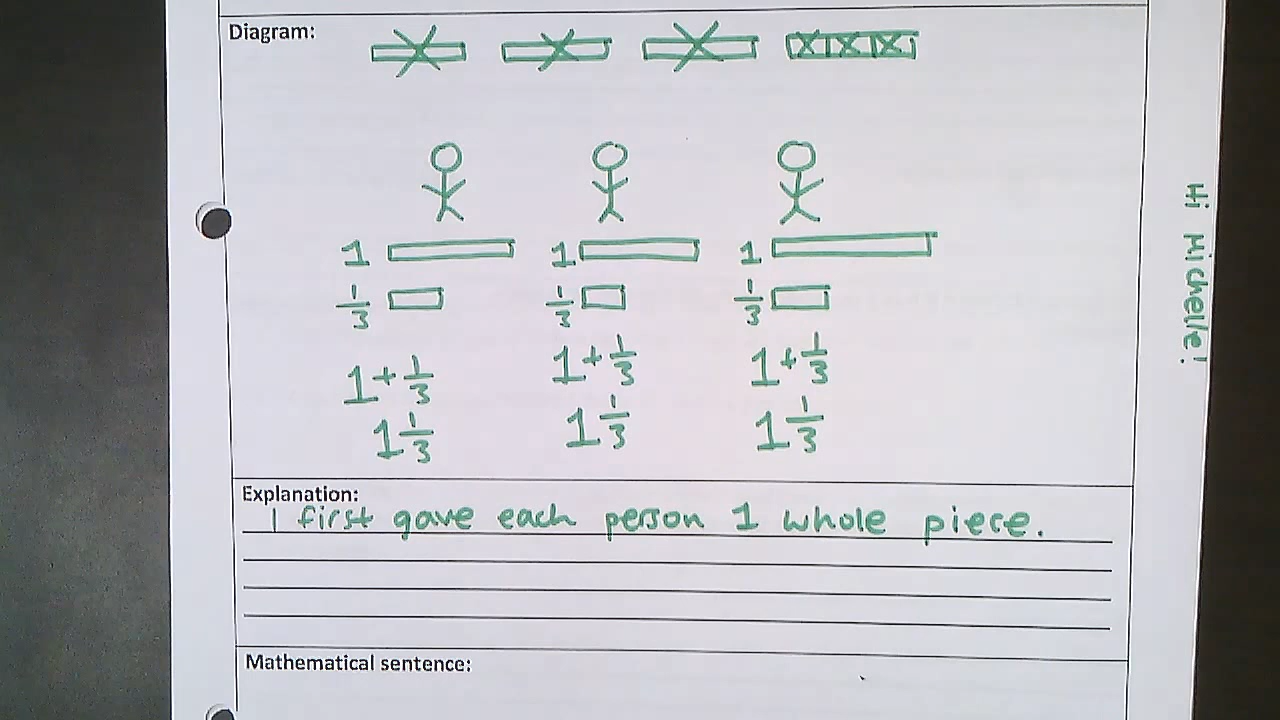 Diagram:
1 1 1
1/3 1/3 1/3
1+1/3 1+1/3 1+1/3
1 1/3 1 1/3 1 1/3
Explanation:
I first gave each person 1 whole piece.
Mathematical sentence:
Hi Michelle!